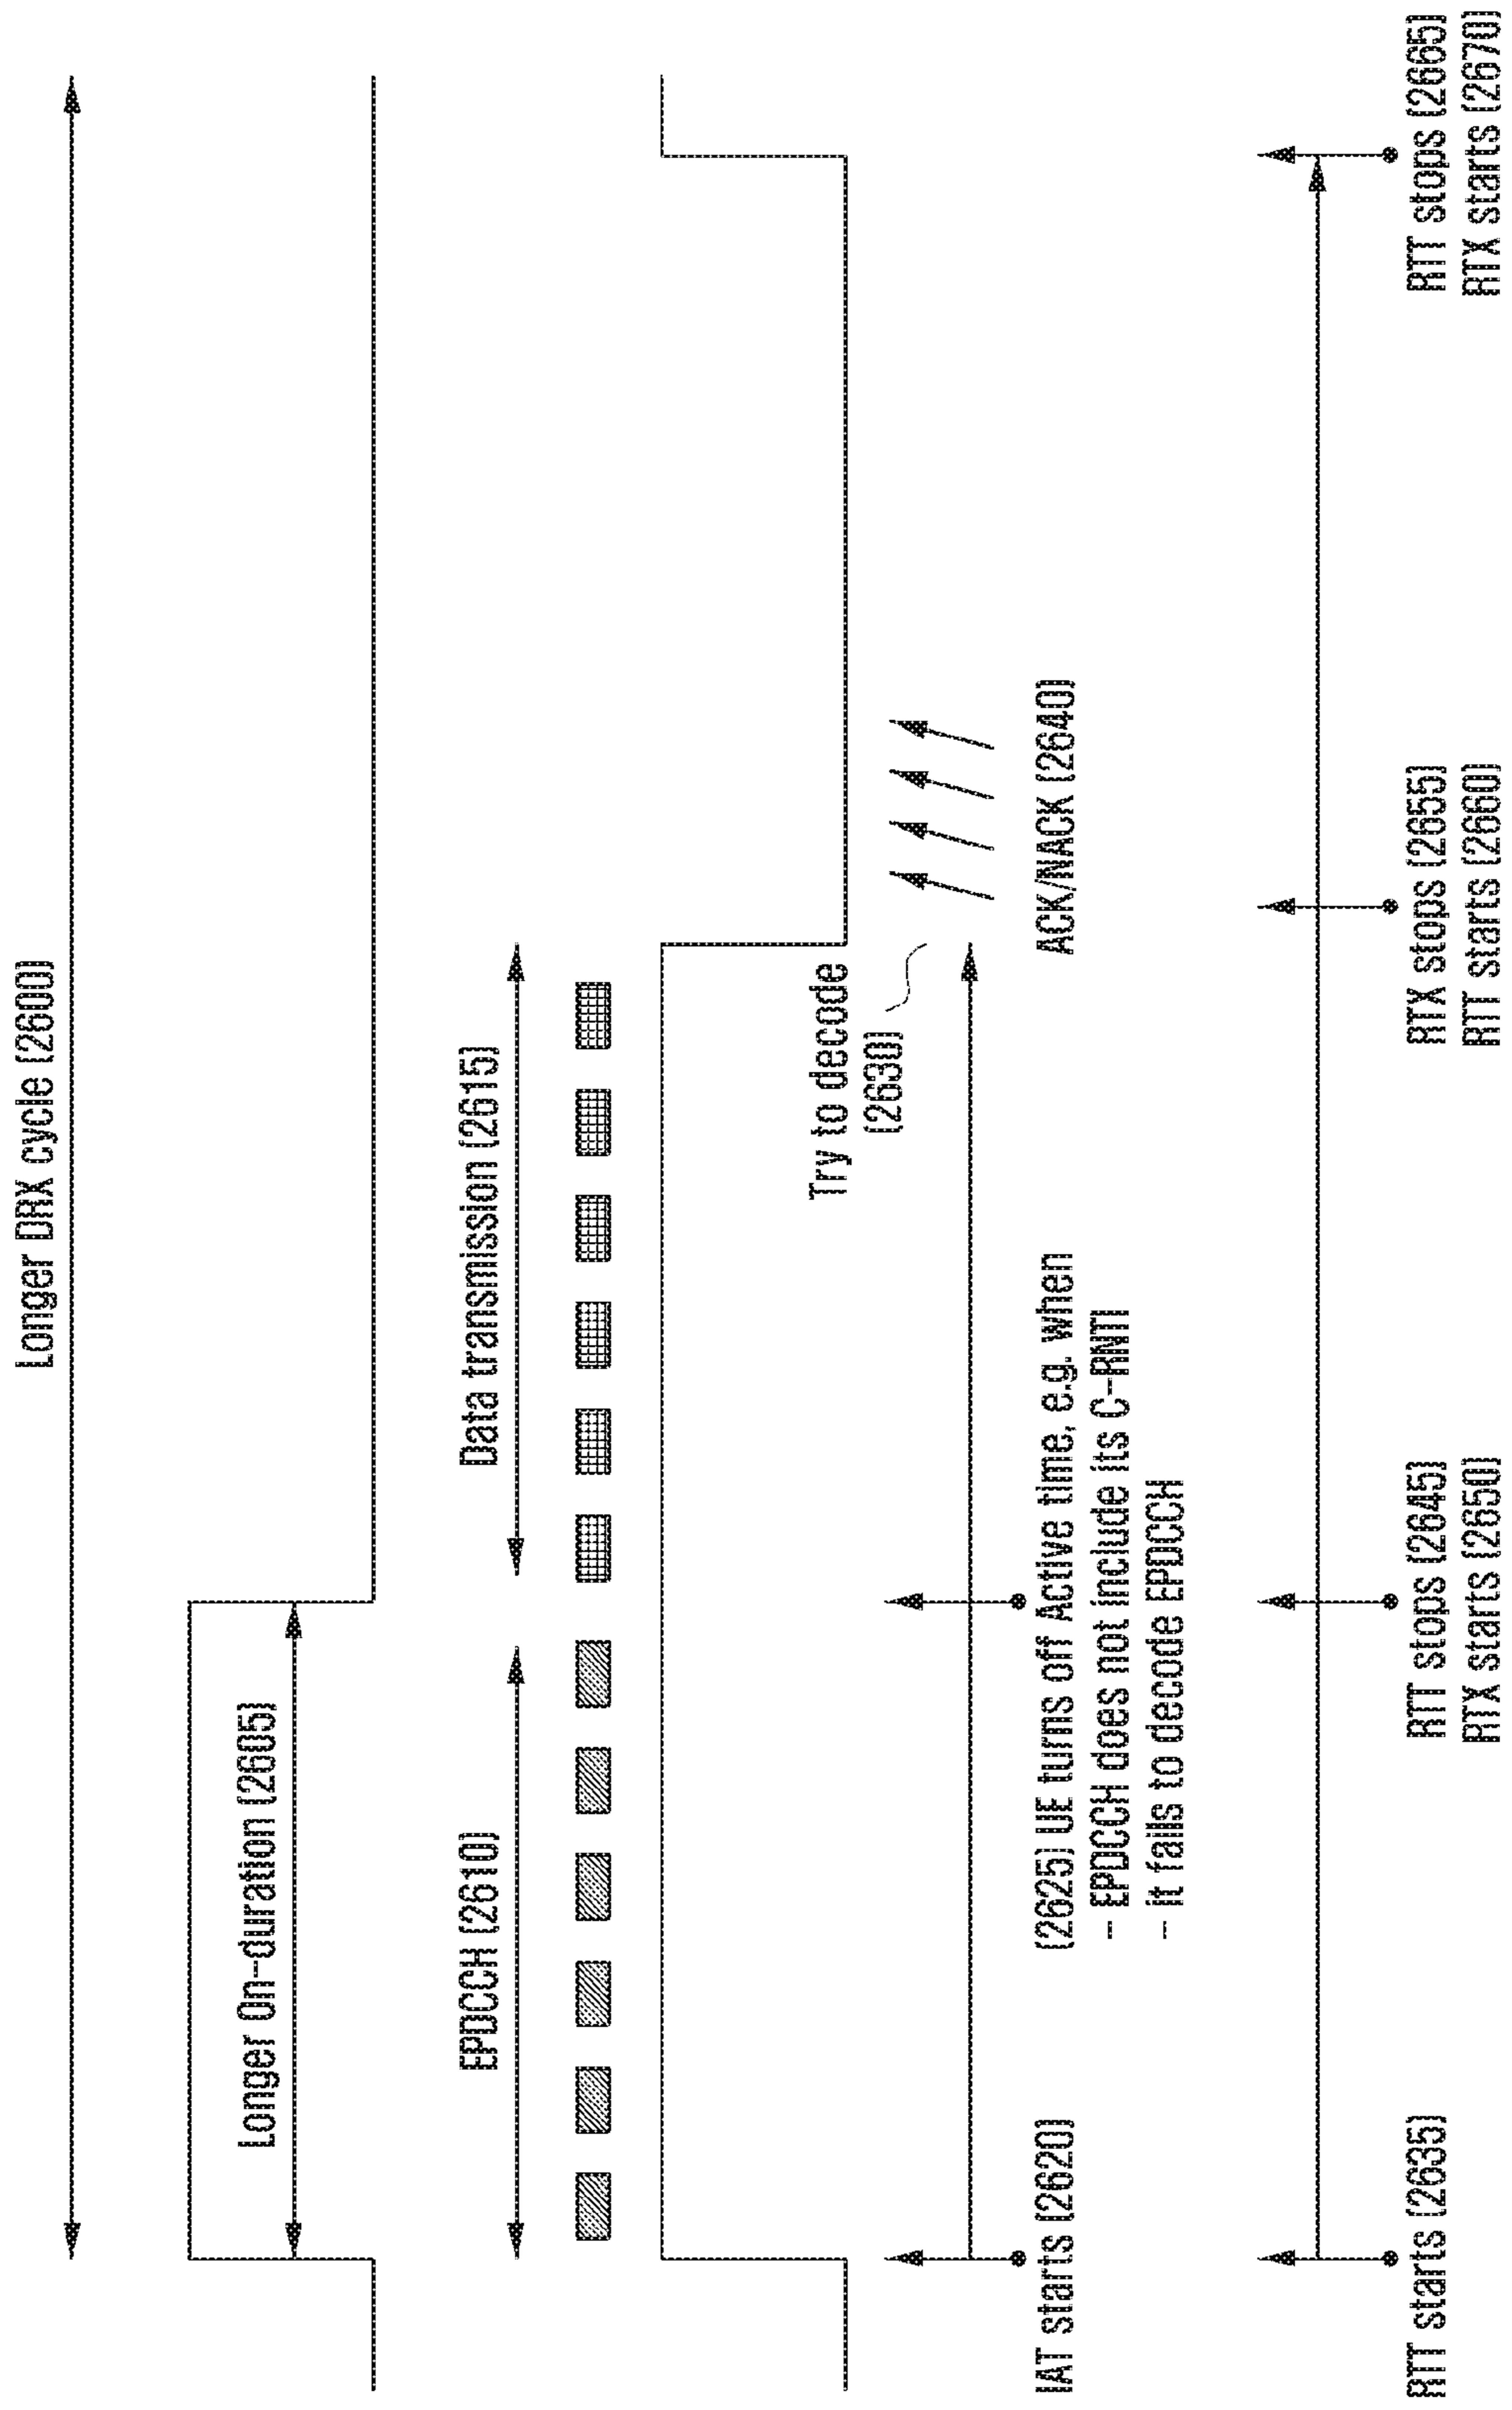 Longer DRX cycle (2600)
Longer On-duration (2605)
EPDCCH (2610)
Data transmission (2615)
Try to decode
(2630)
IAT starts (2620)
(2625) UE turns off Active time, e.g. when
- EPDCCH does not include its C-RNTI
- it fails to decode EPDCCH
ACK/NACK (2640)
RTT starts (2635)
RTT stops (2645)
RTX starts (2650)
RTX stops (2655)
RTT starts (2660)
RTT stops (2665)
RTX starts (2670)